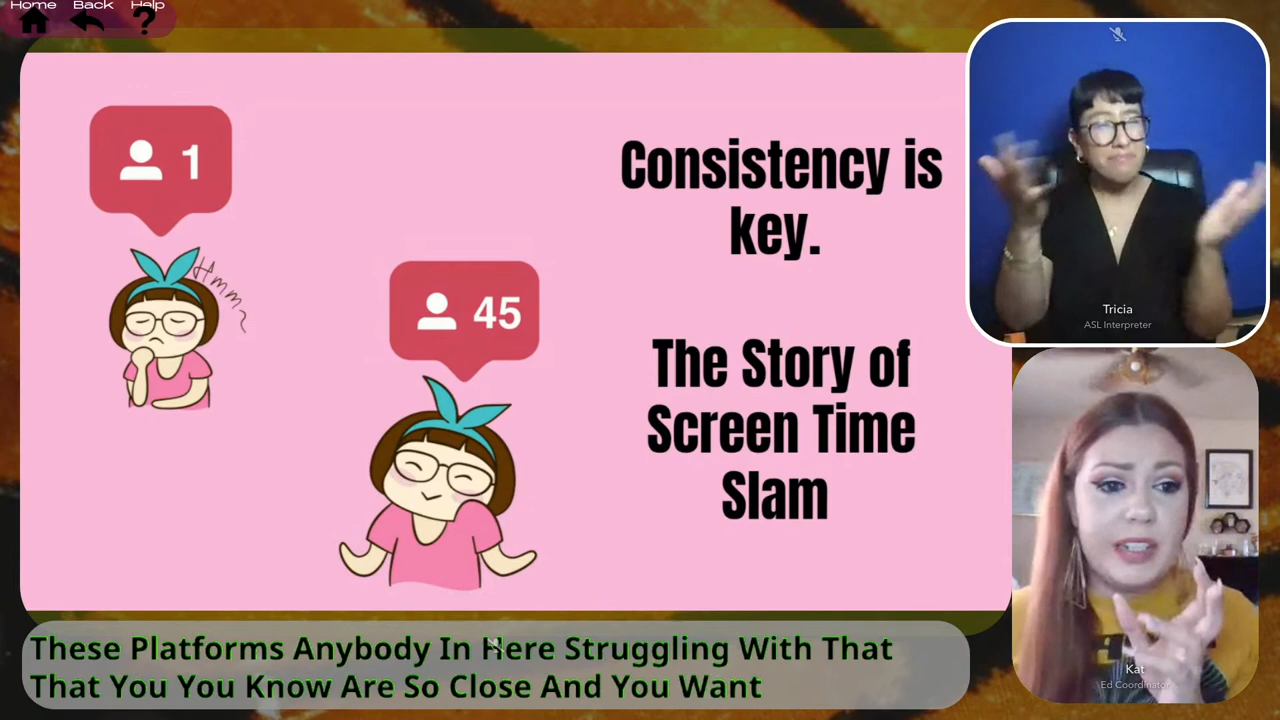 Home Back Help
?
1
Hmmm~
45
Consistency is
key.
The Story of
Screen Time
Slam
Tricia
ASL Interpreter
Kat
Ed Coordinator
These Platforms Anybody In Here Struggling With That
That You You Know Are So Close And You Want